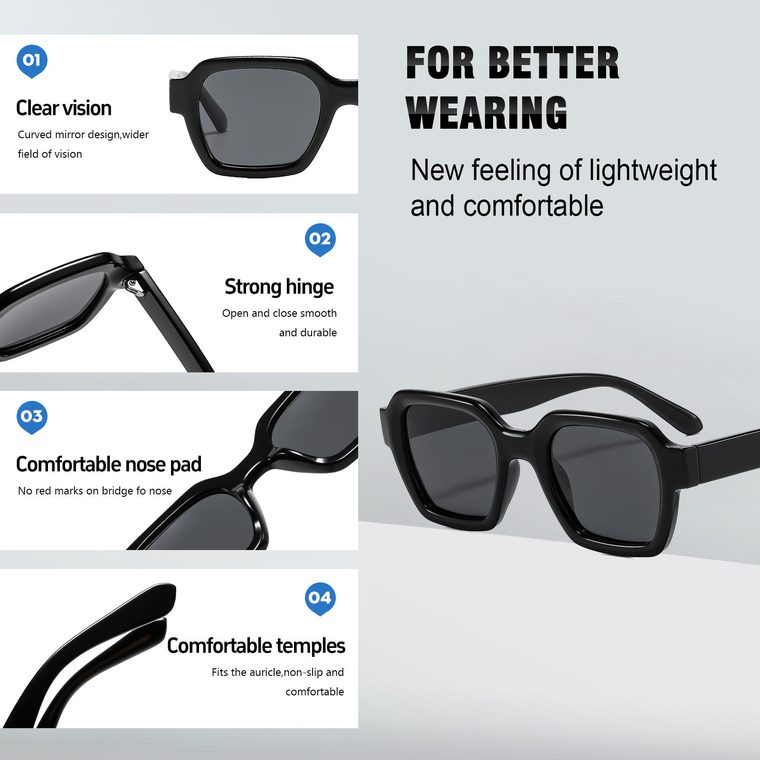 01
Clear vision
Curved mirror design,wider
field of vision
02
Strong hinge
Open and close smooth
and durable
03
Comfortable nose pad
No red marks on bridge fo nose
04
Comfortable temples
Fits the auricle,non-slip and
comfortable
FOR BETTER
WEARING
New feeling of lightweight
and comfortable